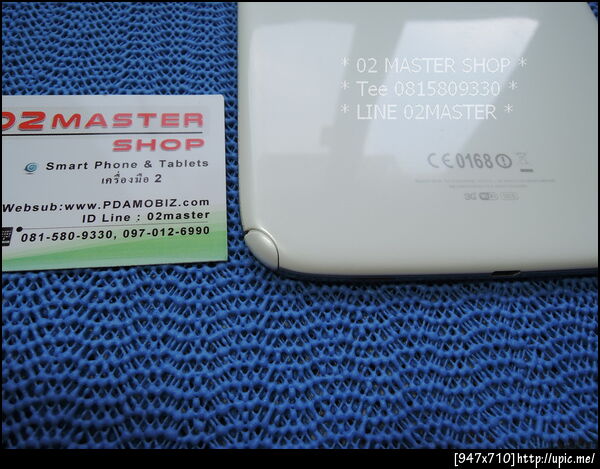 * 02 MASTER SHOP *
* Tee 0815809330 *
* LINE 02MASTER *
02MASTER
SHOP
Smart Phone & Tablets
เครื่องมือ 2
Websub:www.PDAMOBIZ.com
ID Line : 02master
081-580-9330, 097-012-6990
CE0168
3G WiFi
[947x710]http://upic.me/